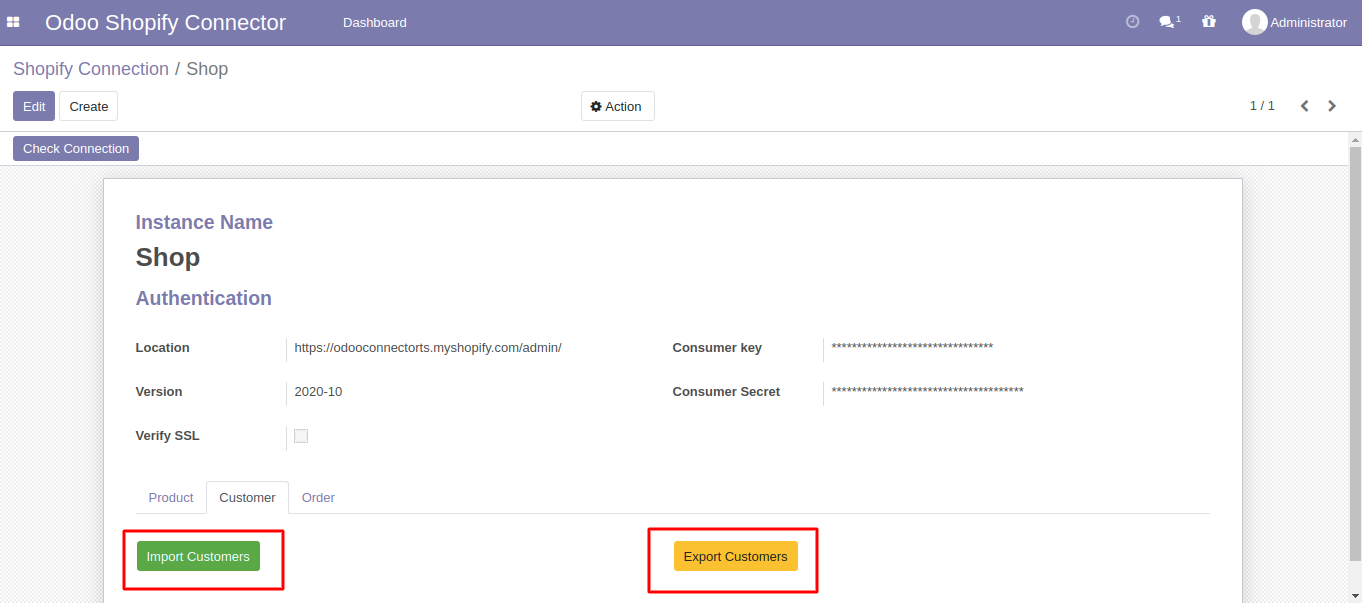 Odoo Shopify Connector Dashboard 1 Administrator
Shopify Connection / Shop
Edit Create Action 1 / 1
Check Connection
Instance Name
Shop
Authentication
Location https://odooconnectorts.myshopify.com/admin/ Consumer key ********************************
Version 2020-10 Consumer Secret **************************************
Verify SSL
Product Customer Order
Import Customers Export Customers